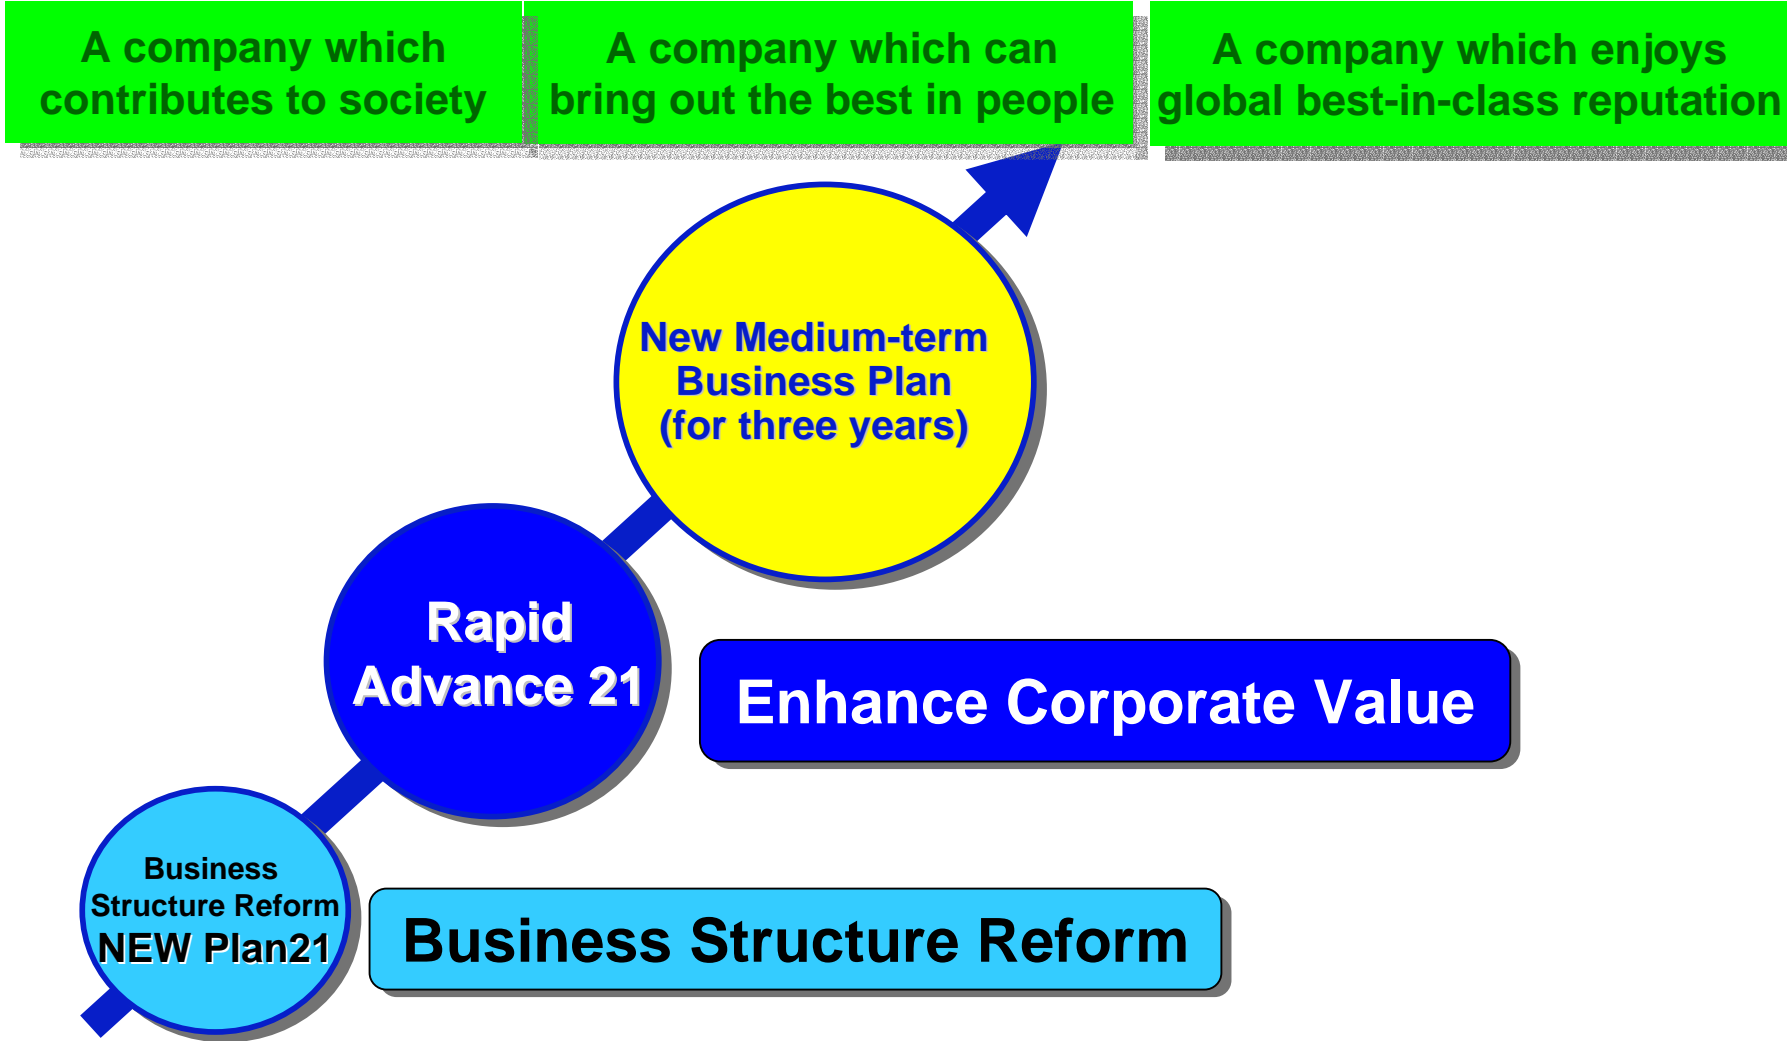 A company which
contributes to society
A company which can
bring out the best in people
A company which enjoys
global best-in-class reputation
New Medium-term
Business Plan
(for three years)
Rapid
Advance 21
Enhance Corporate Value
Business
Structure Reform
NEW Plan21
Business Structure Reform